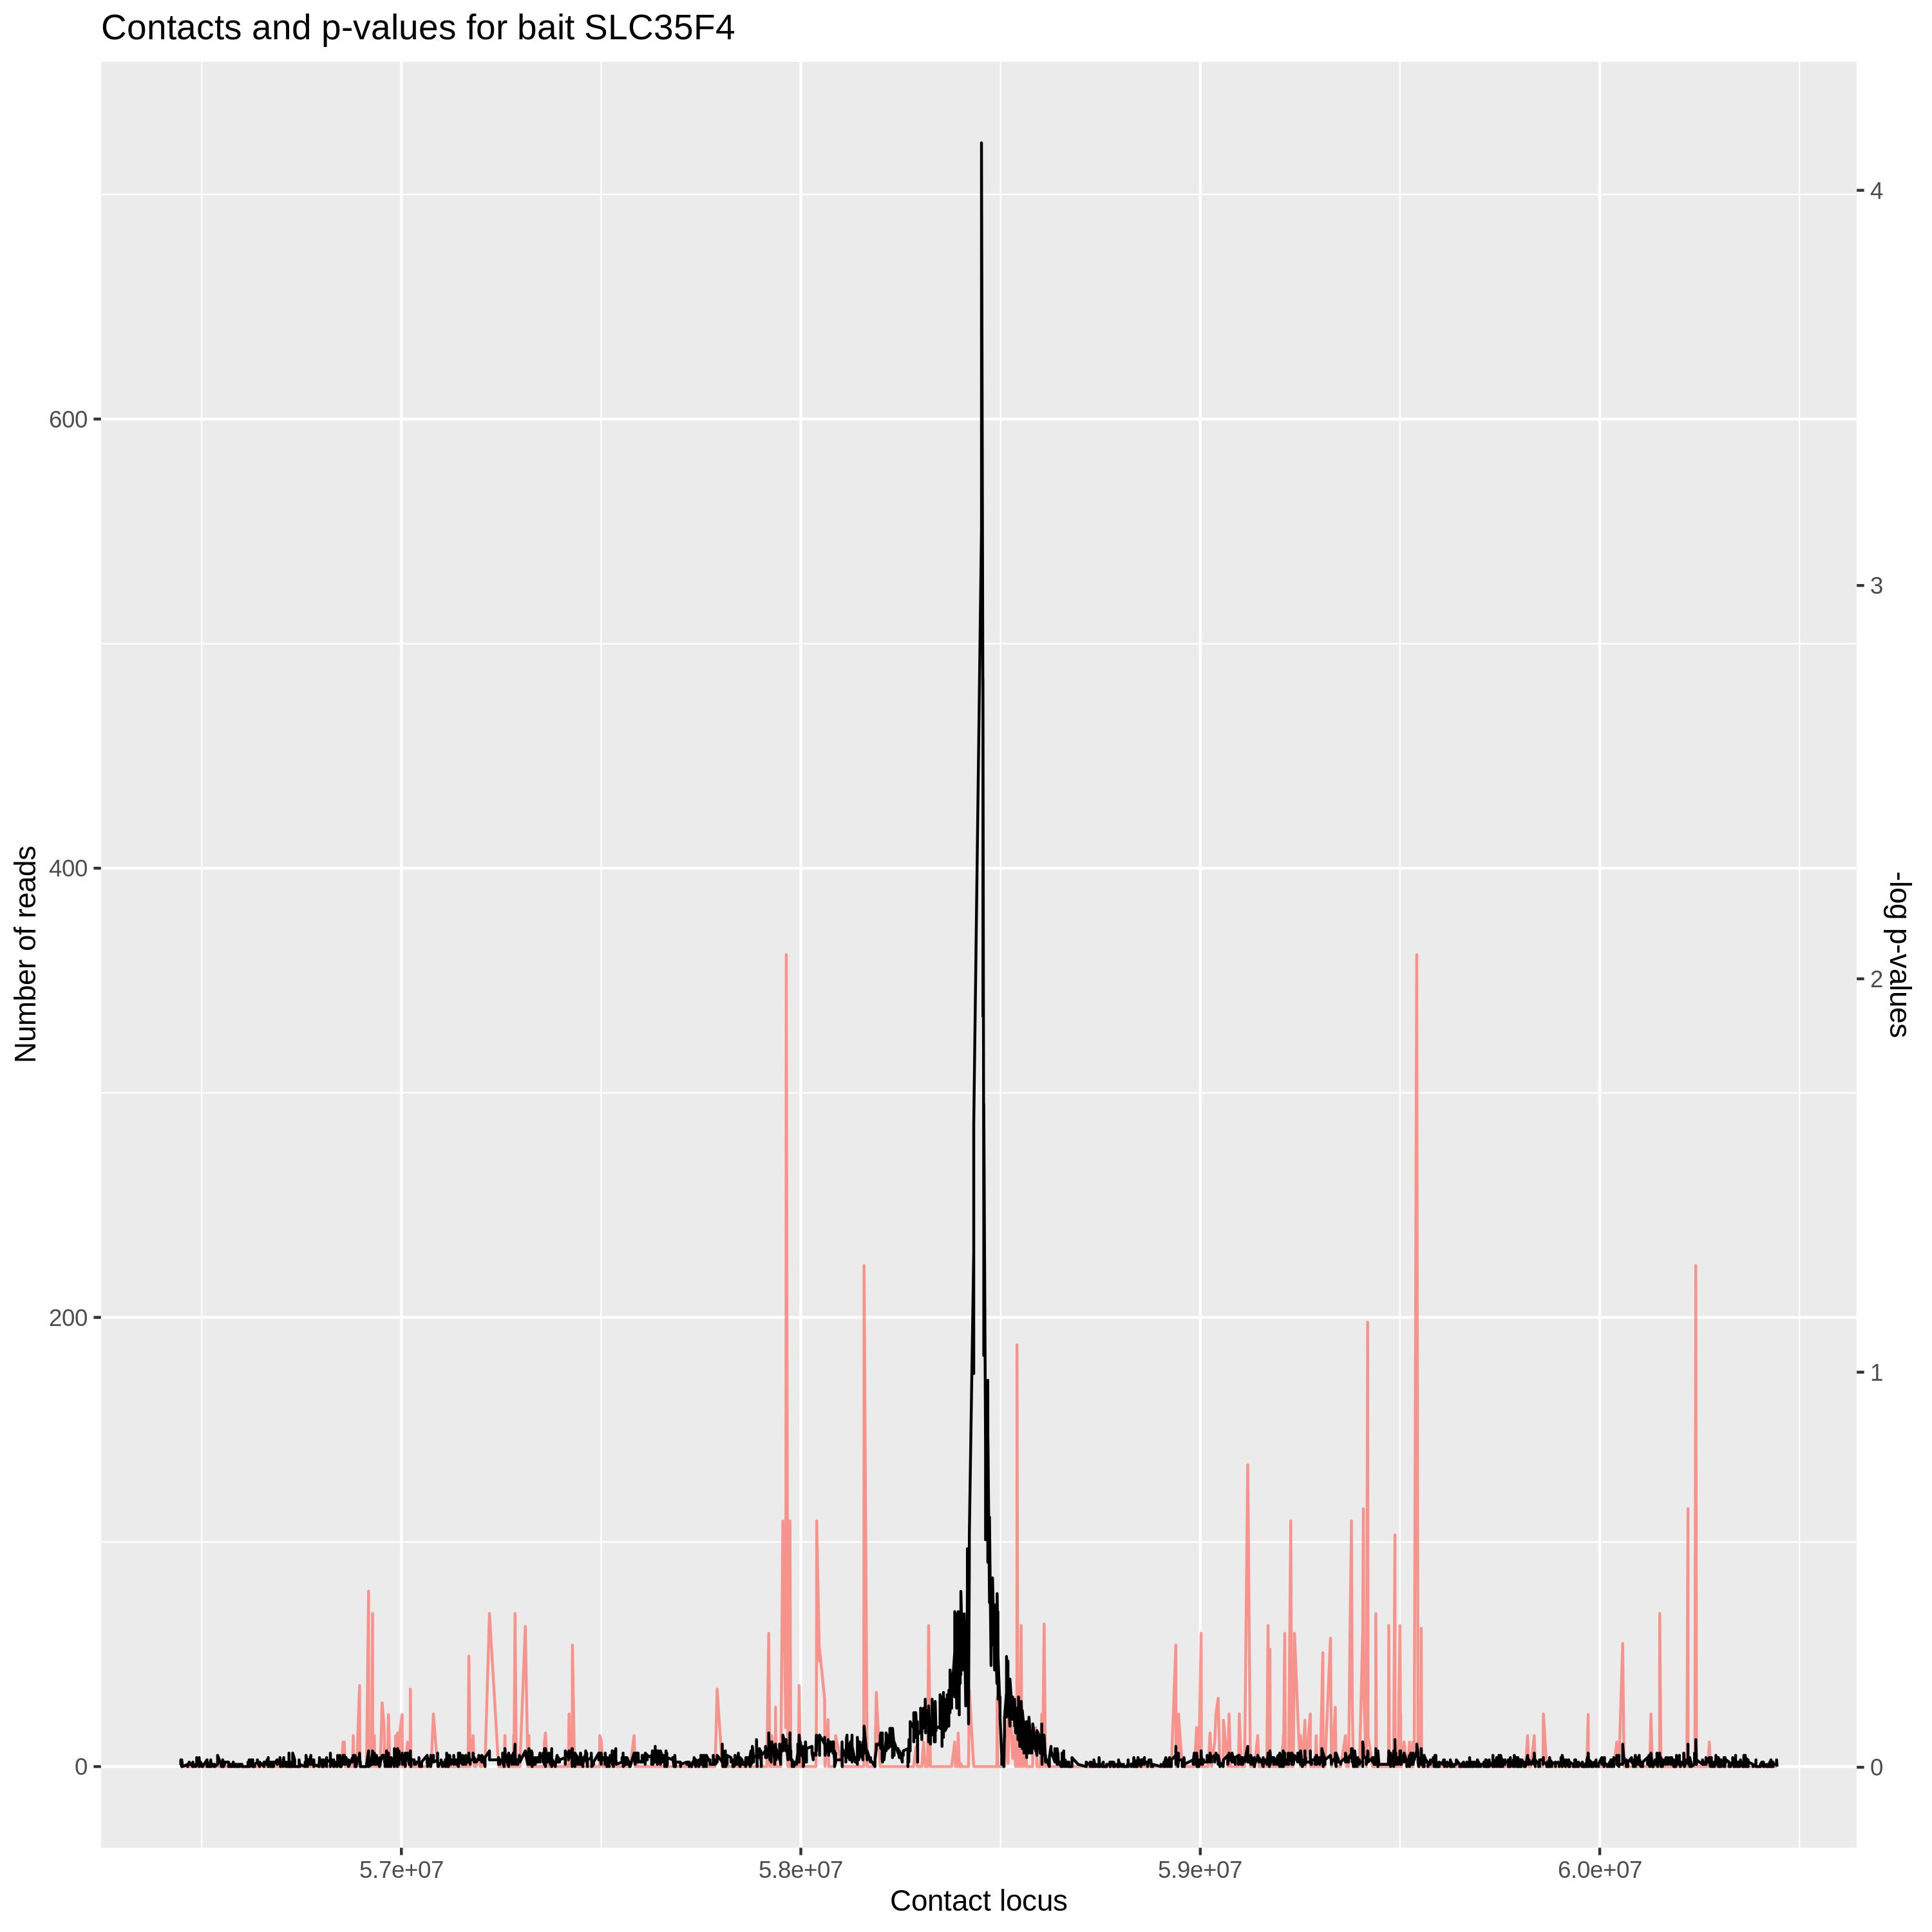 Contacts and p-values for bait SLC35F4
Number of reads
600
400
200
0
4
3
2
1
0
-log p-values
5.7e+07 5.8e+07 5.9e+07 6.0e+07
Contact locus